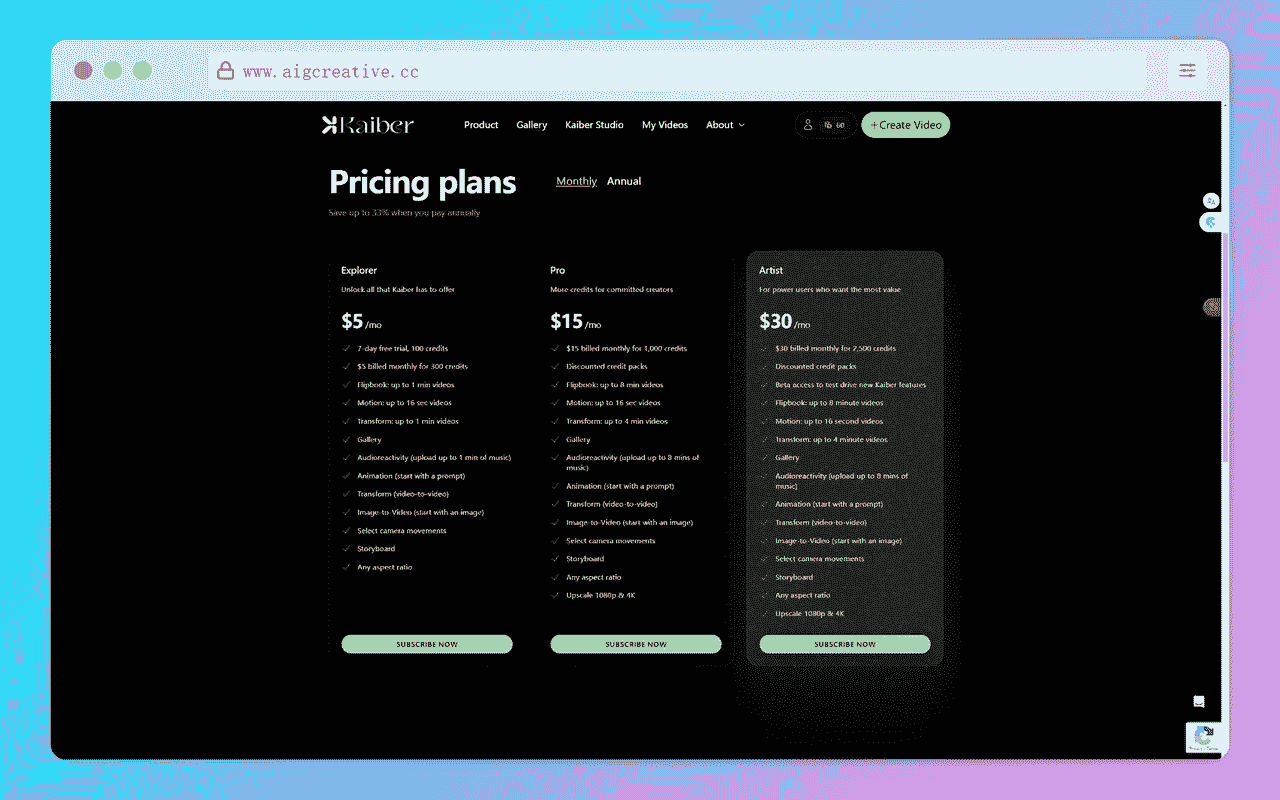 www.aigcreative.cc
Kaiber
Product
Gallery
Kaiber Studio
My Videos
About
60
+Create Video
Pricing plans
Monthly
Annual
Save up to 33% when you pay annually
Explorer
Unlock all that Kaiber has to offer
$5/mo
7-day free trial, 100 credits
$5 billed monthly for 300 credits
Flipbook: up to 1 min videos
Motion: up to 16 sec videos
Transform: up to 1 min videos
Gallery
Audioreactivity (upload up to 1 min of music)
Animation (start with a prompt)
Transform (video-to-video)
Image-to-Video (start with an image)
Select camera movements
Storyboard
Any aspect ratio
SUBSCRIBE NOW
Pro
More credits for committed creators
$15/mo
$15 billed monthly for 1,000 credits
Discounted credit packs
Flipbook: up to 8 min videos
Motion: up to 16 sec videos
Transform: up to 4 min videos
Gallery
Audioreactivity (upload up to 8 mins of
music)
Animation (start with a prompt)
Transform (video-to-video)
Image-to-Video (start with an image)
Select camera movements
Storyboard
Any aspect ratio
Upscale 1080p & 4K
SUBSCRIBE NOW
Artist
For power users who want the most value
$30/mo
$30 billed monthly for 2,500 credits
Discounted credit packs
Beta access to test drive new Kaiber features
Flipbook: up to 8 minute videos
Motion: up to 16 second videos
Transform: up to 4 minute videos
Gallery
Audioreactivity (upload up to 8 mins of
music)
Animation (start with a prompt)
Transform (video-to-video)
Image-to-Video (start with an image)
Select camera movements
Storyboard
Any aspect ratio
Upscale 1080p & 4K
SUBSCRIBE NOW